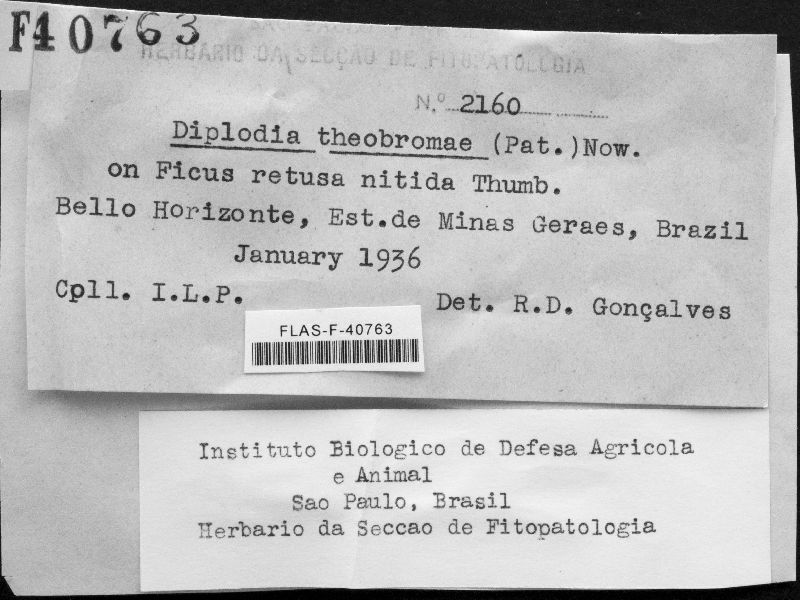 F40763
HERBARIO DA SECÇÃO DE FITOPATOLOGIA
N.º 2160
Diplodia theobromae (Pat.)Now.
on Ficus retusa nitida Thumb.
Bello Horizonte, Est.de Minas Geraes, Brazil
January 1936
Cpll. I.L.P.
Det. R.D. Gonçalves
FLAS-F-40763
Instituto Biologico de Defesa Agricola
e Animal
Sao Paulo, Brasil
Herbario da Seccao de Fitopatologia